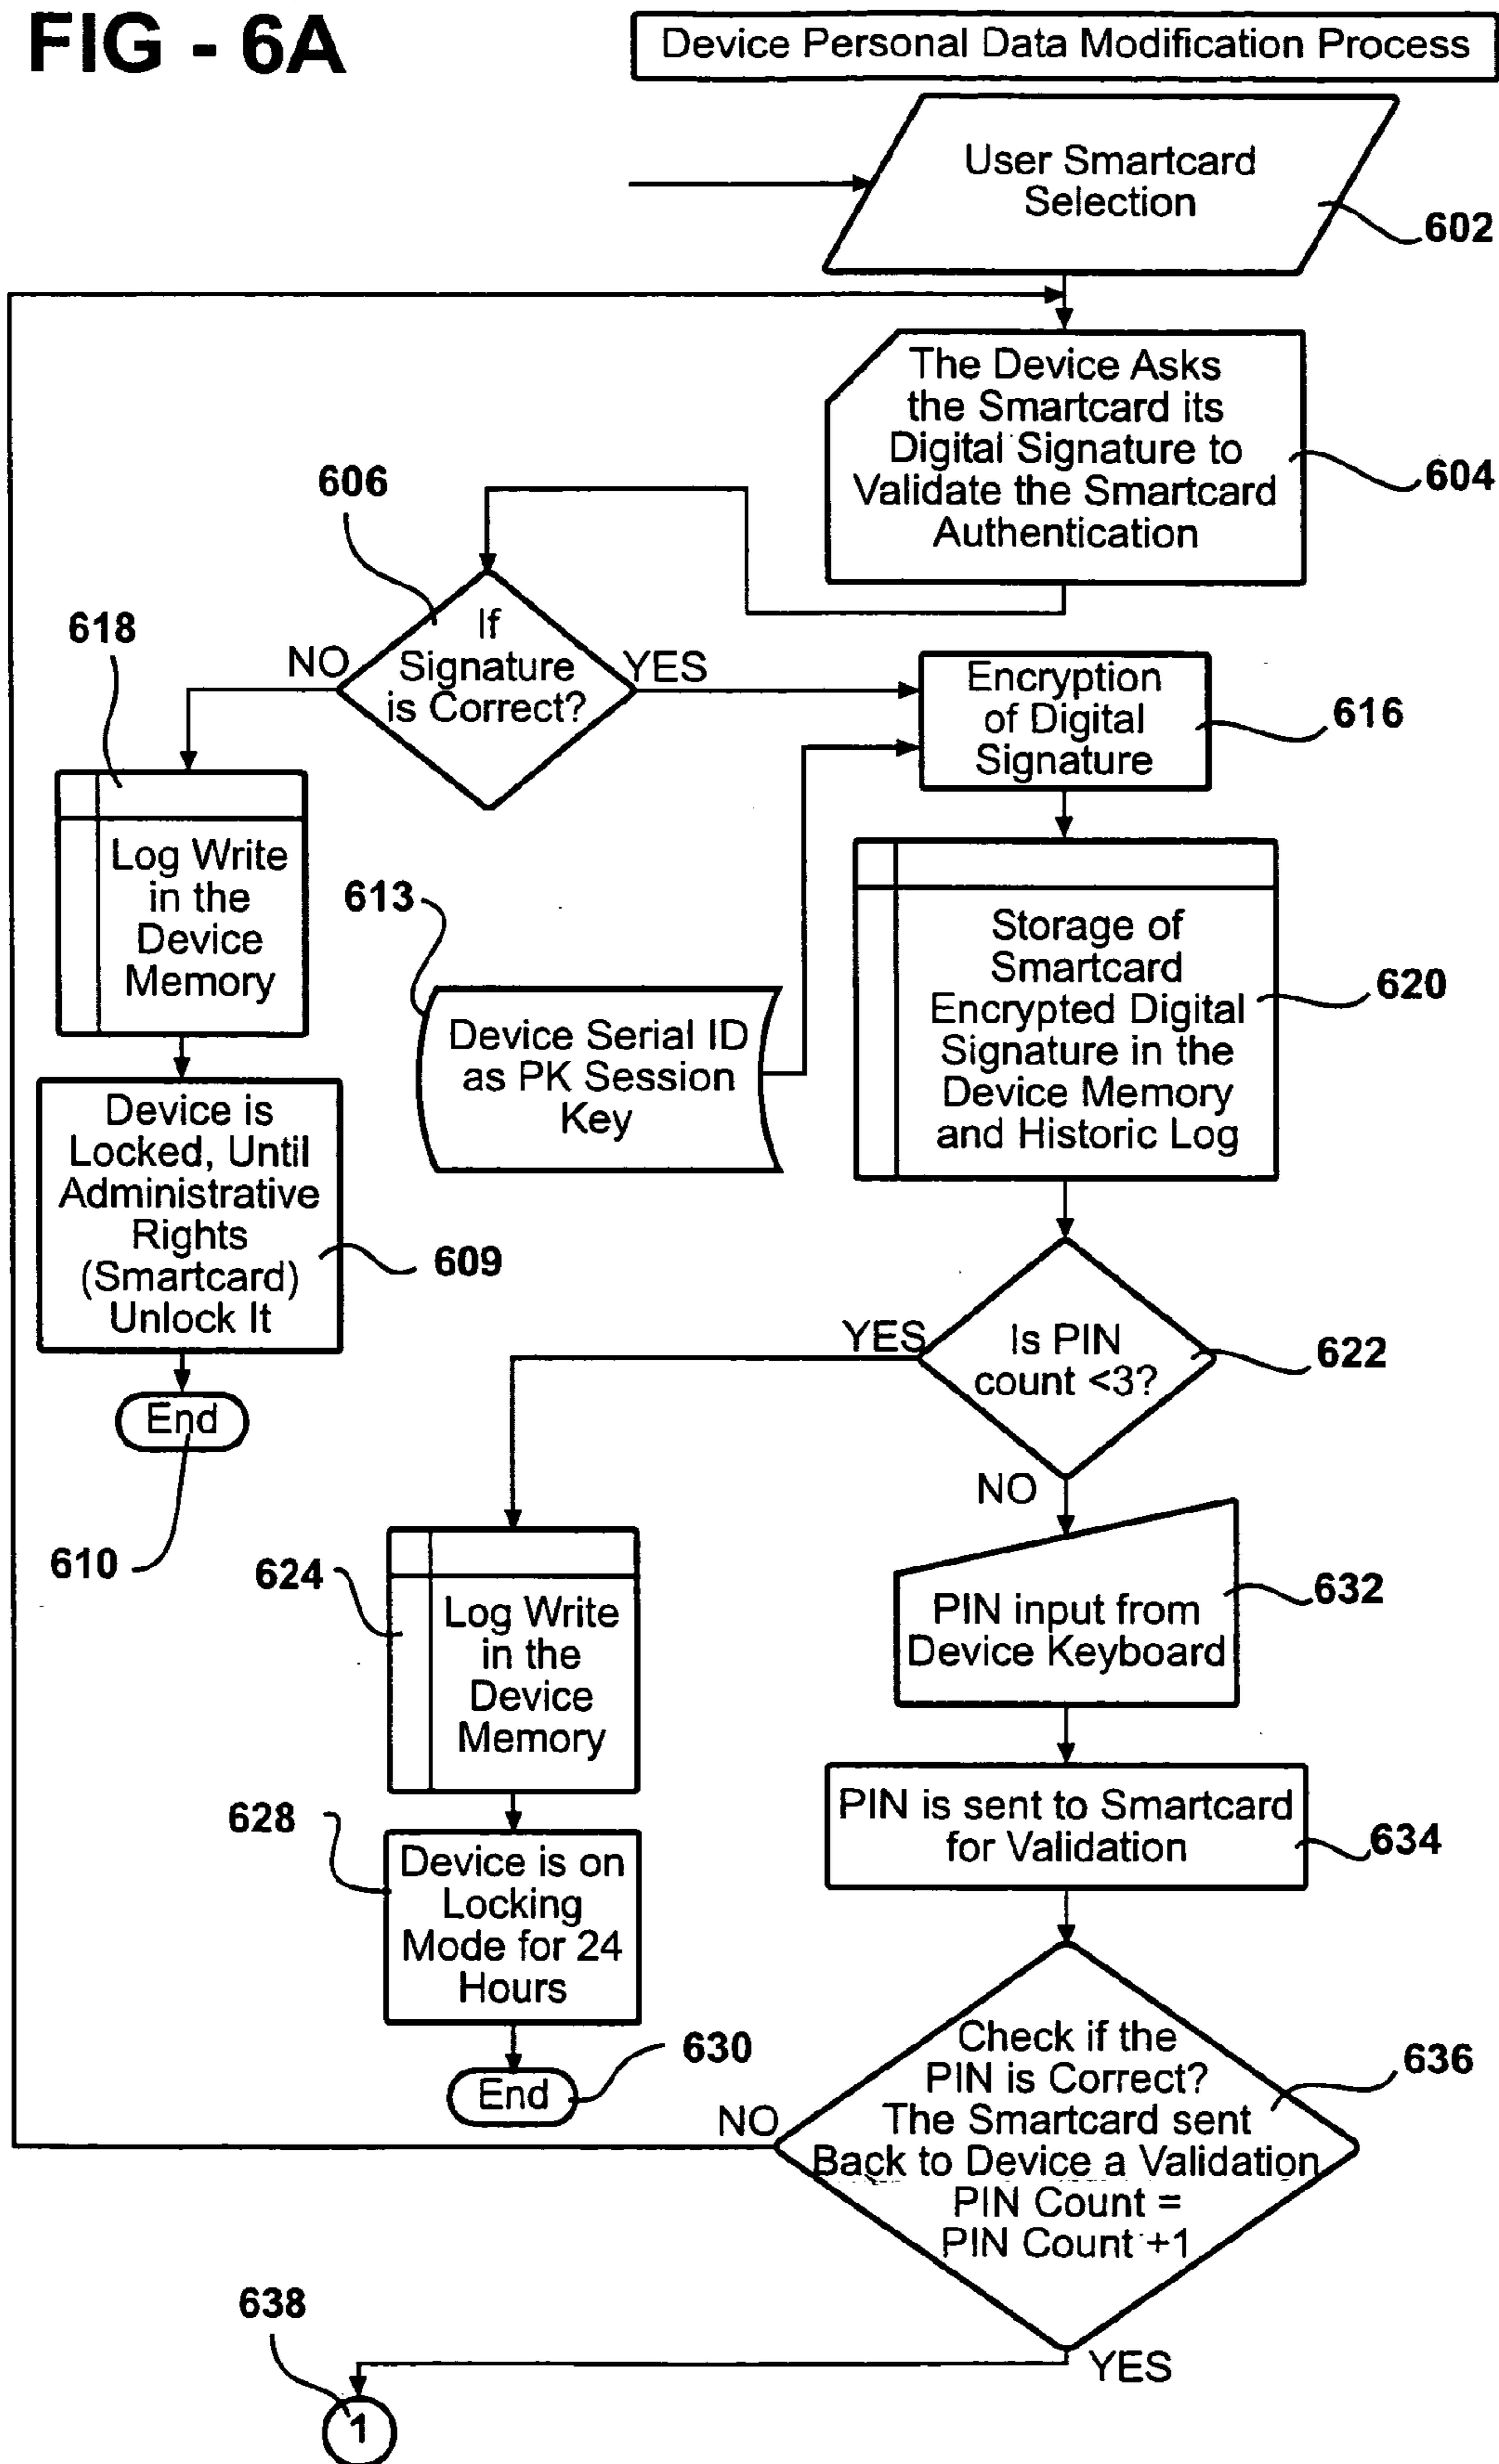 FIG - 6A
Device Personal Data Modification Process
User Smartcard
Selection
602
The Device Asks
the Smartcard its
Digital Signature to
Validate the Smartcard
Authentication
604
606
If
Signature
is Correct?
NO
YES
618
Log Write
in the
Device
Memory
Encryption
of Digital
Signature
616
613
Device Serial ID
as PK Session
Key
Storage of
Smartcard
Encrypted Digital
Signature in the
Device Memory
and Historic Log
620
Device is
Locked, Until
Administrative
Rights
(Smartcard)
Unlock It
609
End
610
YES
Is PIN
count <3?
622
NO
624
Log Write
in the
Device
Memory
PIN input from
Device Keyboard
632
628
Device is on
Locking
Mode for 24
Hours
PIN is sent to Smartcard
for Validation
634
End
630
NO
Check if the
PIN is Correct?
The Smartcard sent
Back to Device a Validation
PIN Count =
PIN Count +1
636
YES
638
1